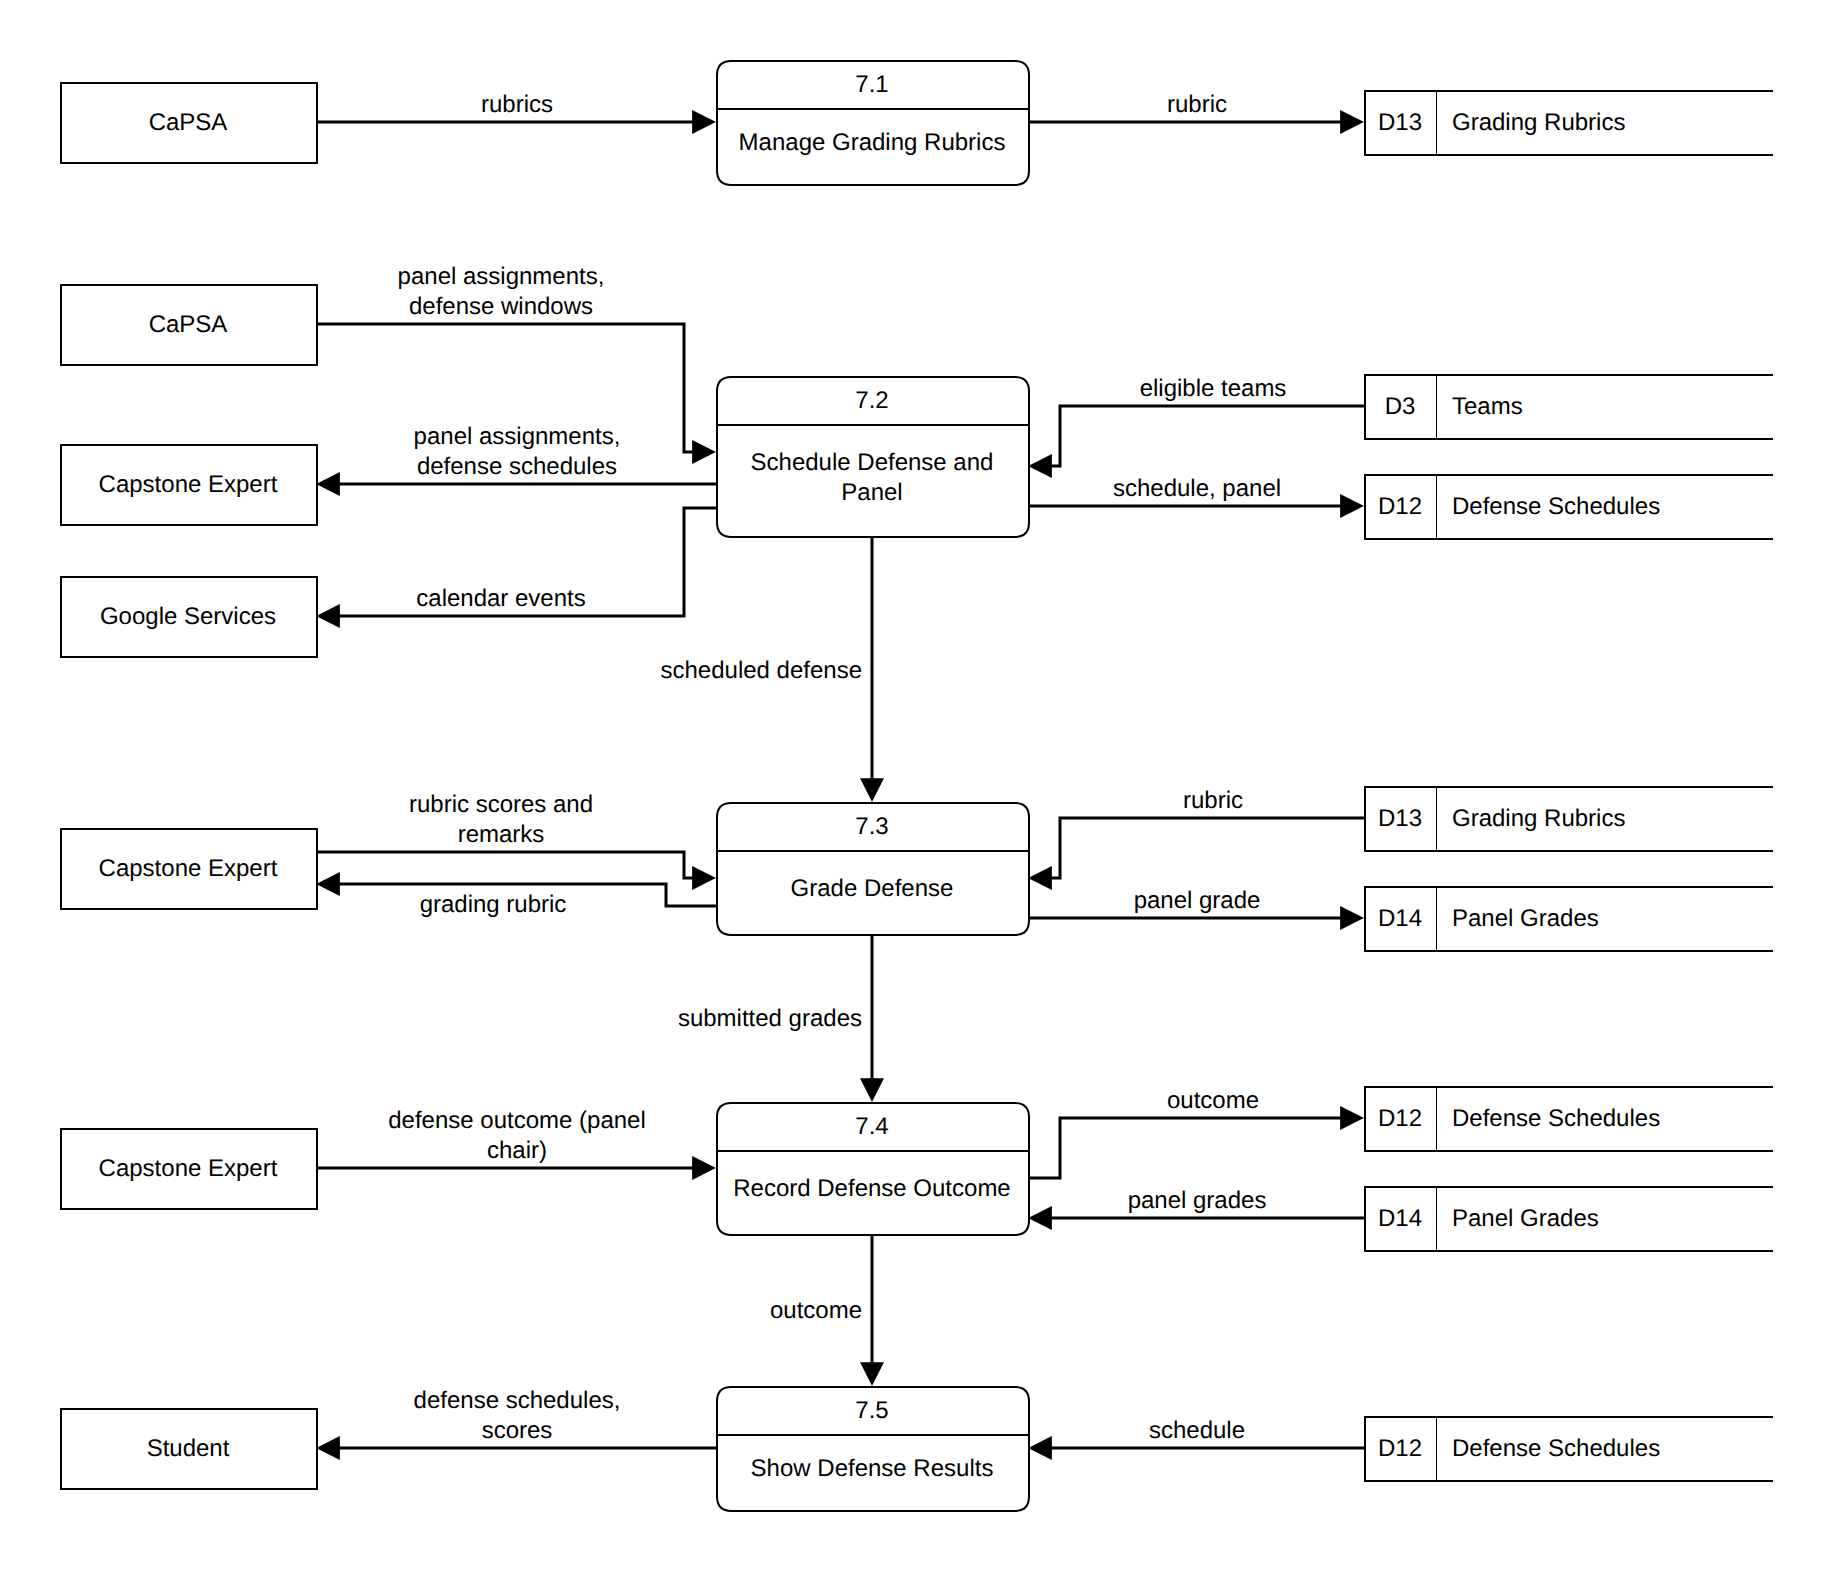 CaPSA
rubrics
7.1
Manage Grading Rubrics
rubric
D13
Grading Rubrics
CaPSA
panel assignments,
defense windows
Capstone Expert
panel assignments,
defense schedules
Google Services
calendar events
7.2
Schedule Defense and
Panel
eligible teams
D3
Teams
schedule, panel
D12
Defense Schedules
scheduled defense
Capstone Expert
rubric scores and
remarks
grading rubric
7.3
Grade Defense
rubric
D13
Grading Rubrics
panel grade
D14
Panel Grades
submitted grades
Capstone Expert
defense outcome (panel
chair)
7.4
Record Defense Outcome
outcome
D12
Defense Schedules
panel grades
D14
Panel Grades
outcome
Student
defense schedules,
scores
7.5
Show Defense Results
schedule
D12
Defense Schedules